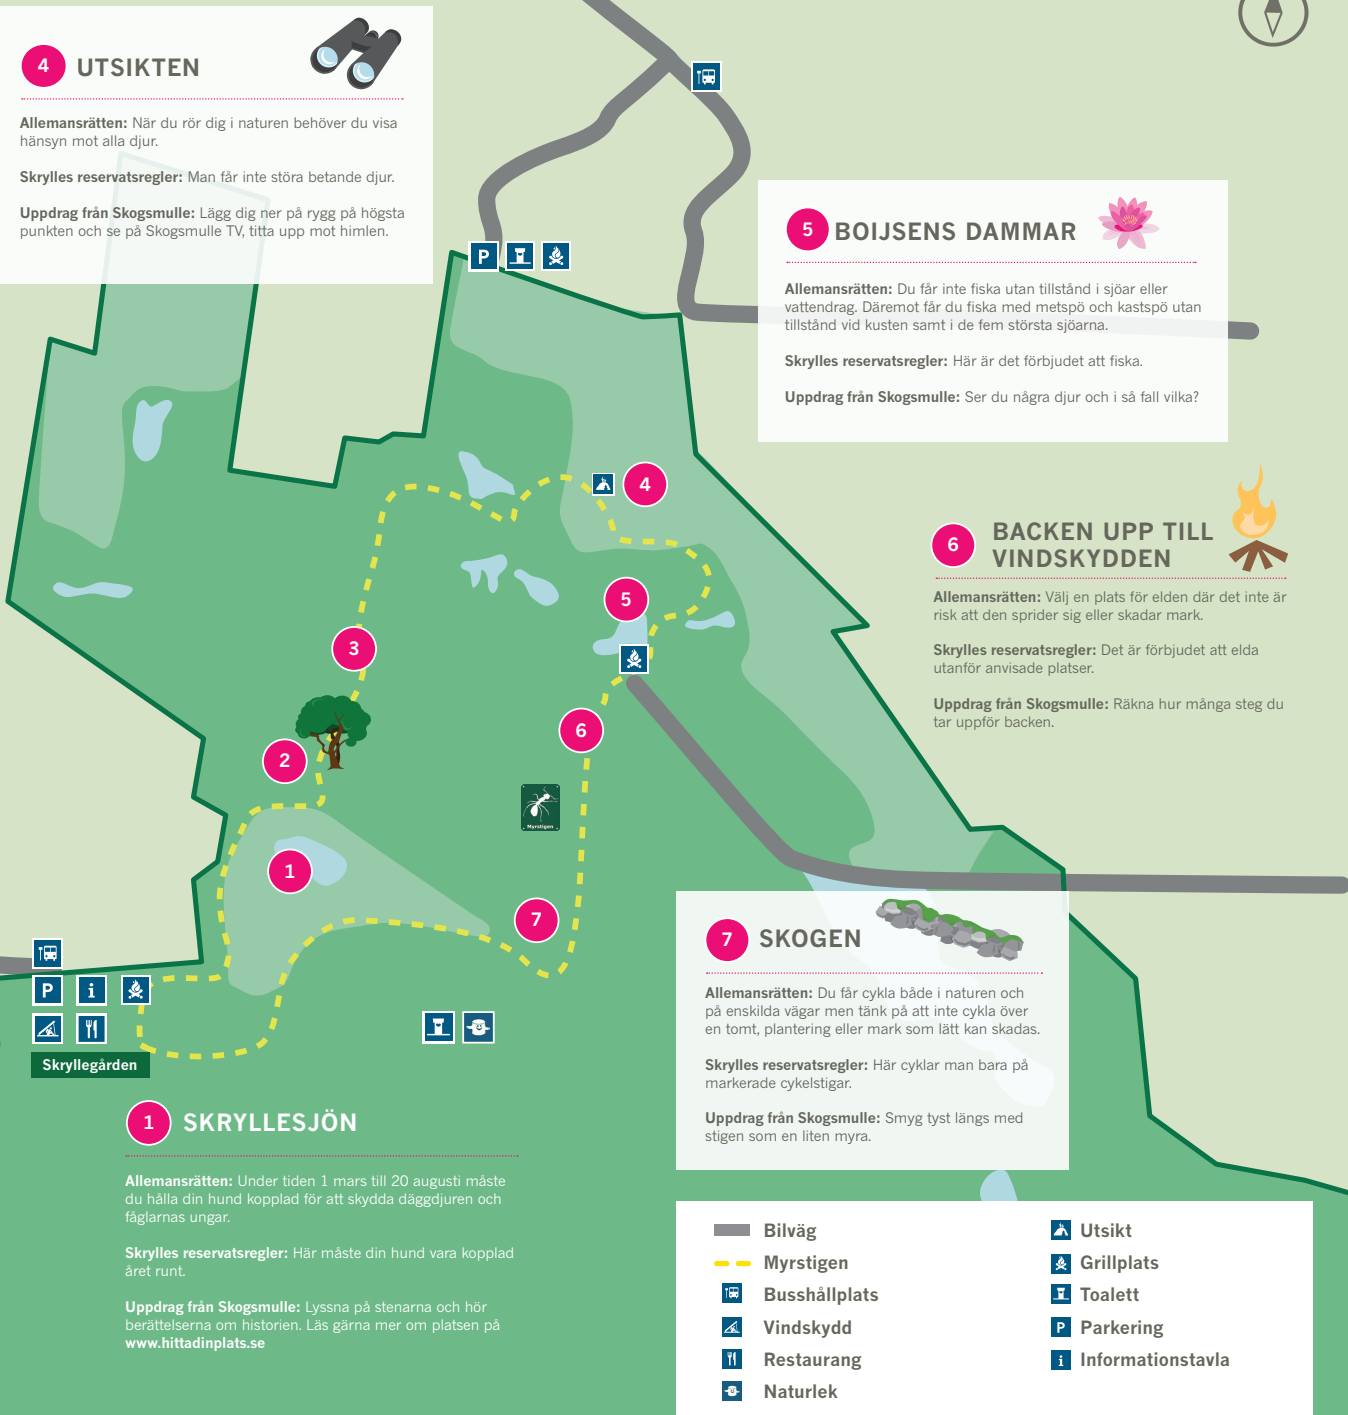 4 UTSIKTEN
Allemansrätten: När du rör dig i naturen behöver du visa
hänsyn mot alla djur.
Skrylles reservatsregler: Man får inte störa betande djur.
Uppdrag från Skogsmulle: Lägg dig ner på rygg på högsta
punkten och se på Skogsmulle TV, titta upp mot himlen.
P
5 BOIJSENS DAMMAR
Allemansrätten: Du får inte fiska utan tillstånd i sjöar eller
vattendrag. Däremot får du fiska med metspö och kastspö utan
tillstånd vid kusten samt i de fem största sjöarna.
Skrylles reservatsregler: Här är det förbjudet att fiska.
Uppdrag från Skogsmulle: Ser du några djur och i så fall vilka?
4
6 BACKEN UPP TILL
VINDSKYDDEN
Allemansrätten: Välj en plats för elden där det inte är
risk att den sprider sig eller skadar mark.
Skrylles reservatsregler: Det är förbjudet att elda
utanför anvisade platser.
Uppdrag från Skogsmulle: Räkna hur många steg du
tar uppför backen.
5
3
6
2
Myrstigen
1
7
P i
Skryllegården
7 SKOGEN
Allemansrätten: Du får cykla både i naturen och
på enskilda vägar men tänk på att inte cykla över
en tomt, plantering eller mark som lätt kan skadas.
Skrylles reservatsregler: Här cyklar man bara på
markerade cykelstigar.
Uppdrag från Skogsmulle: Smyg tyst längs med
stigen som en liten myra.
1 SKRYLLESJÖN
Allemansrätten: Under tiden 1 mars till 20 augusti måste
du hålla din hund kopplad för att skydda däggdjuren och
fåglarnas ungar.
Skrylles reservatsregler: Här måste din hund vara kopplad
året runt.
Uppdrag från Skogsmulle: Lyssna på stenarna och hör
berättelserna om historien. Läs gärna mer om platsen på
www.hittadinplats.se
Bilväg
Myrstigen
Busshållplats
Vindskydd
Restaurang
Naturlek
Utsikt
Grillplats
Toalett
P Parkering
i Informationstavla